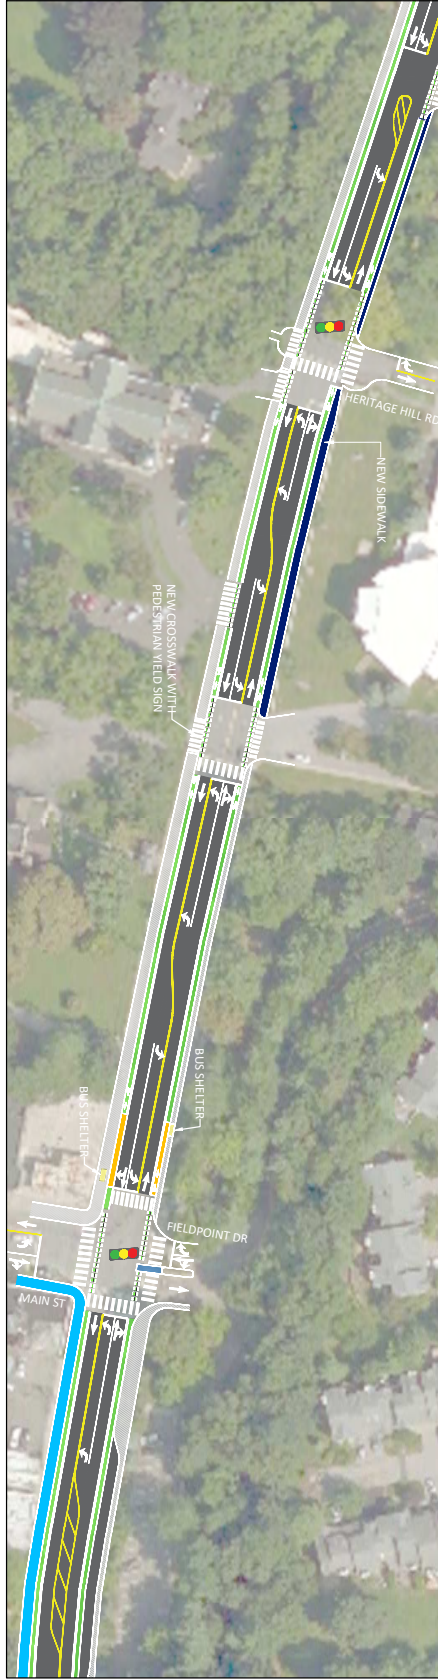 HERITAGE HILL RD
NEW SIDEWALK
NEW CROSSWALK WITH
PEDESTRIAN YIELD SIGN
BUS SHELTER
BUS SHELTER
FIELDPOINT DR
MAIN ST